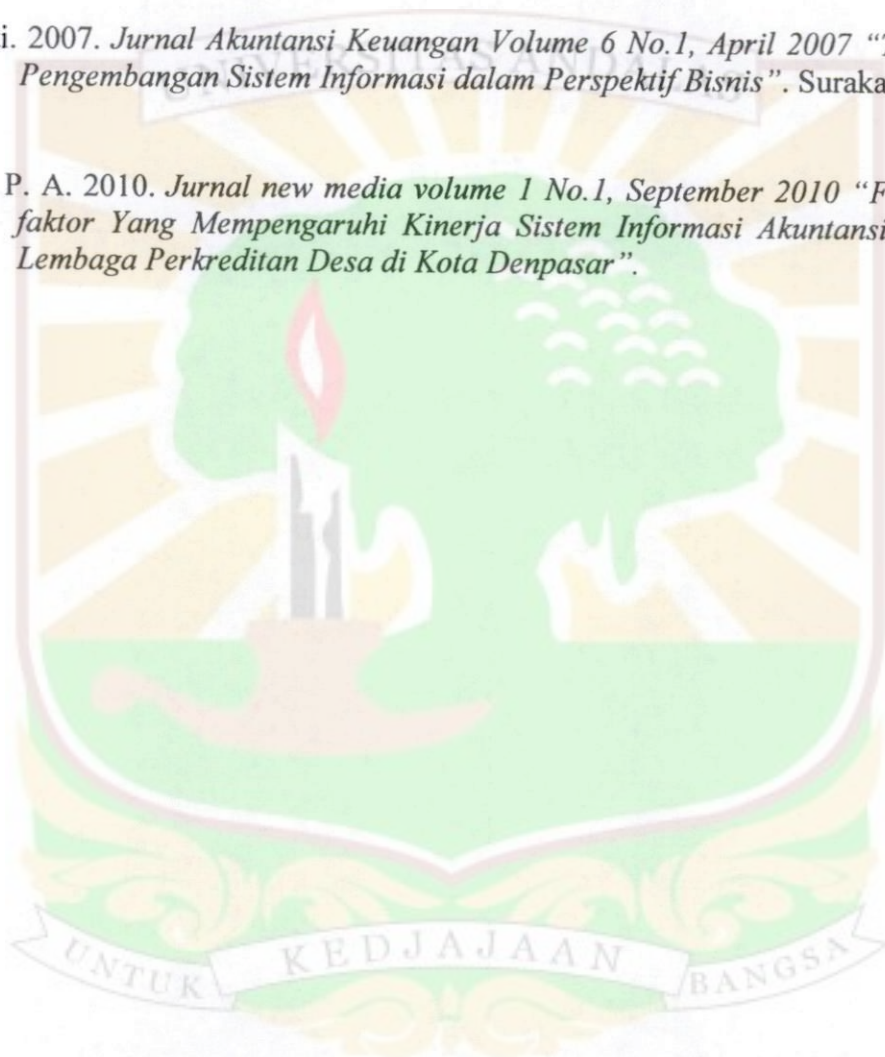 i. 2007. Jurnal Akuntansi Keuangan Volume 6 No.1, April 2007 “
UNIVERSITAS ANDALAS
Pengembangan Sistem Informasi dalam Perspektif Bisnis”. Suraka
P. A. 2010. Jurnal new media volume 1 No.1, September 2010 “F
faktor Yang Mempengaruhi Kinerja Sistem Informasi Akuntansi
Lembaga Perkreditan Desa di Kota Denpasar”.
UNTUK KEDJAJAAN BANGSA